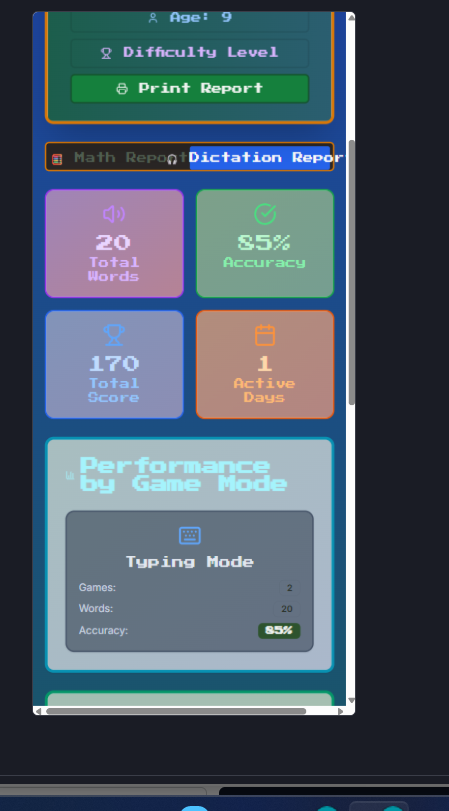 Age: 9
Difficulty Level
Print Report
Math Report
Dictation Repor
20
Total
Words
85%
Accuracy
170
Total
Score
1
Active
Days
Performance
by Game Mode
Typing Mode
Games: 2
Words: 20
Accuracy: 85%